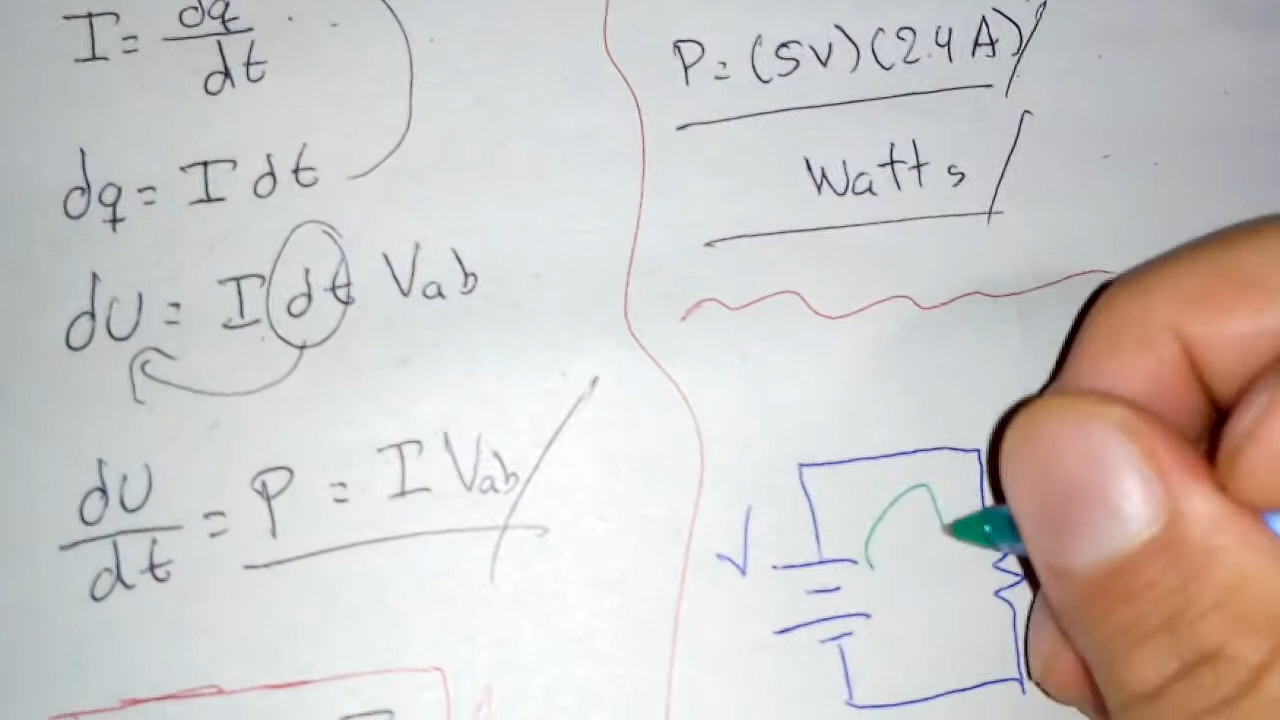 I = dq/dt
dq = I dt
dU = I dt Vab
dU/dt = P = I Vab
P = (5V)(2.4A)
Watts
V